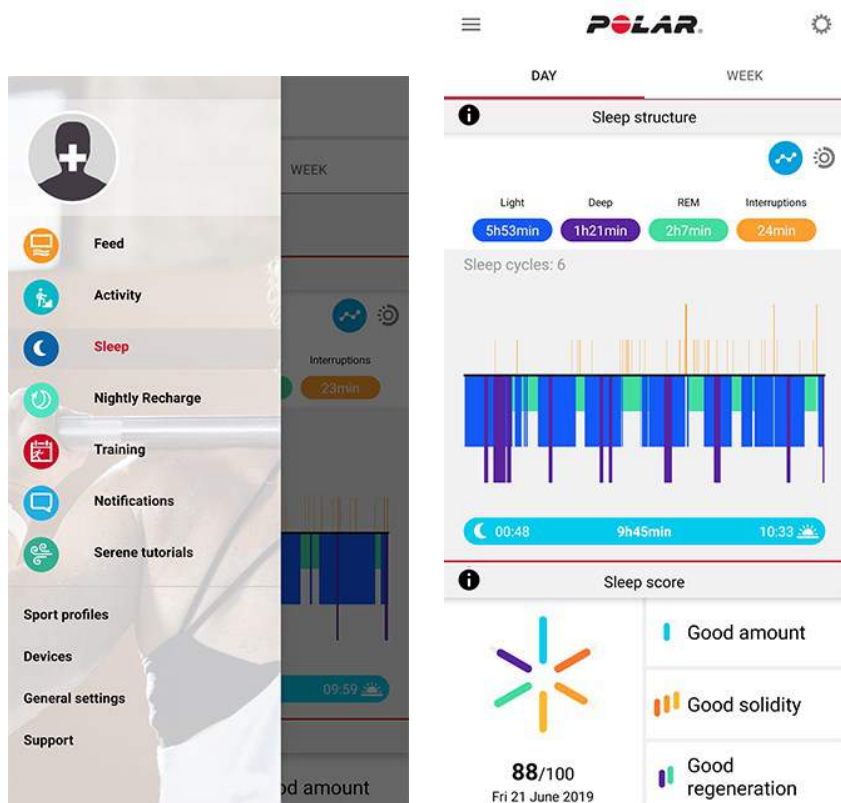 WEEK
Feed
Activity
Sleep
Interruptions
23min
Nightly Recharge
Training
Notifications
Serene tutorials
Sport profiles
Devices
General settings
09:59
Support
od amount
POLAR.
DAY WEEK
Sleep structure
Light Deep REM Interruptions
5h53min 1h21min 2h7min 24min
Sleep cycles: 6
00:48 9h45min 10:33
Sleep score
Good amount
Good solidity
Good
regeneration
88/100
Fri 21 June 2019